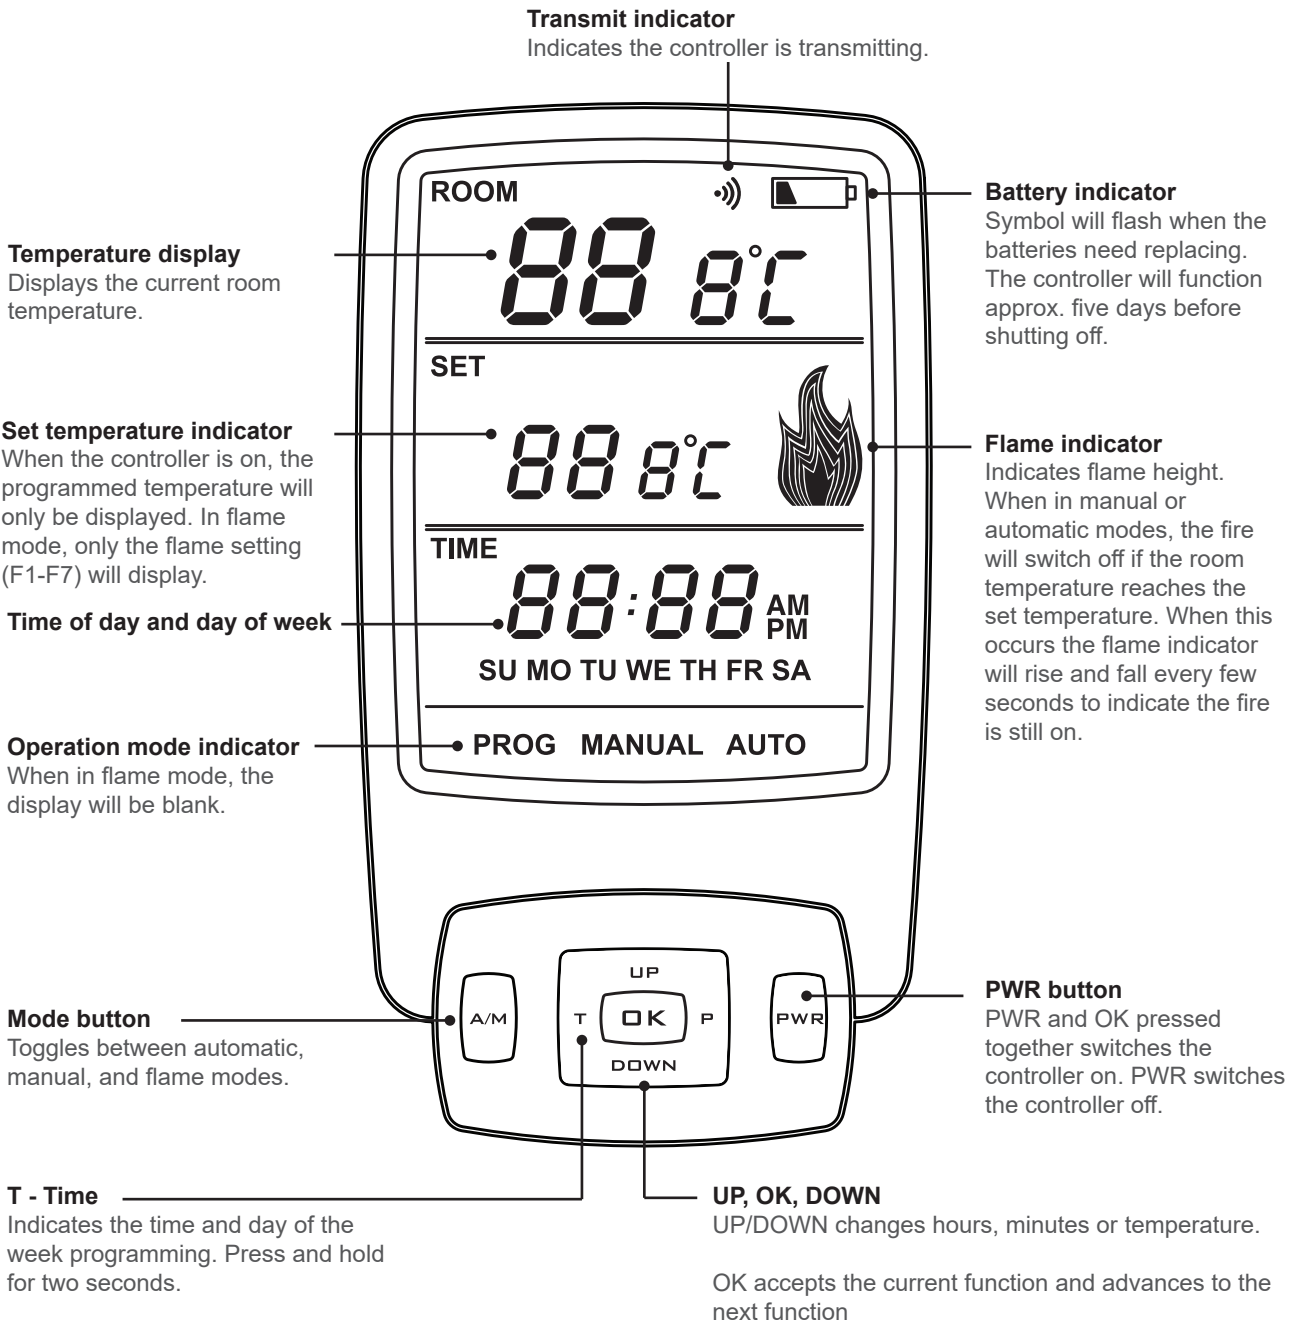 Transmit indicator
Indicates the controller is transmitting.
ROOM
88 8°C
Battery indicator
Symbol will flash when the
batteries need replacing.
The controller will function
approx. five days before
shutting off.
Temperature display
Displays the current room
temperature.
SET
88 8°C
Set temperature indicator
When the controller is on, the
programmed temperature will
only be displayed. In flame
mode, only the flame setting
(F1-F7) will display.
Flame indicator
Indicates flame height.
When in manual or
automatic modes, the fire
will switch off if the room
temperature reaches the
set temperature. When this
occurs the flame indicator
will rise and fall every few
seconds to indicate the fire
is still on.
TIME
88:88 AM
PM
Time of day and day of week
SU MO TU WE TH FR SA
Operation mode indicator
When in flame mode, the
display will be blank.
PROG MANUAL AUTO
Mode button
Toggles between automatic,
manual, and flame modes.
A/M
UP
T OK P
DOWN
PWR
PWR button
PWR and OK pressed
together switches the
controller on. PWR switches
the controller off.
T - Time
Indicates the time and day of the
week programming. Press and hold
for two seconds.
UP, OK, DOWN
UP/DOWN changes hours, minutes or temperature.
OK accepts the current function and advances to the
next function